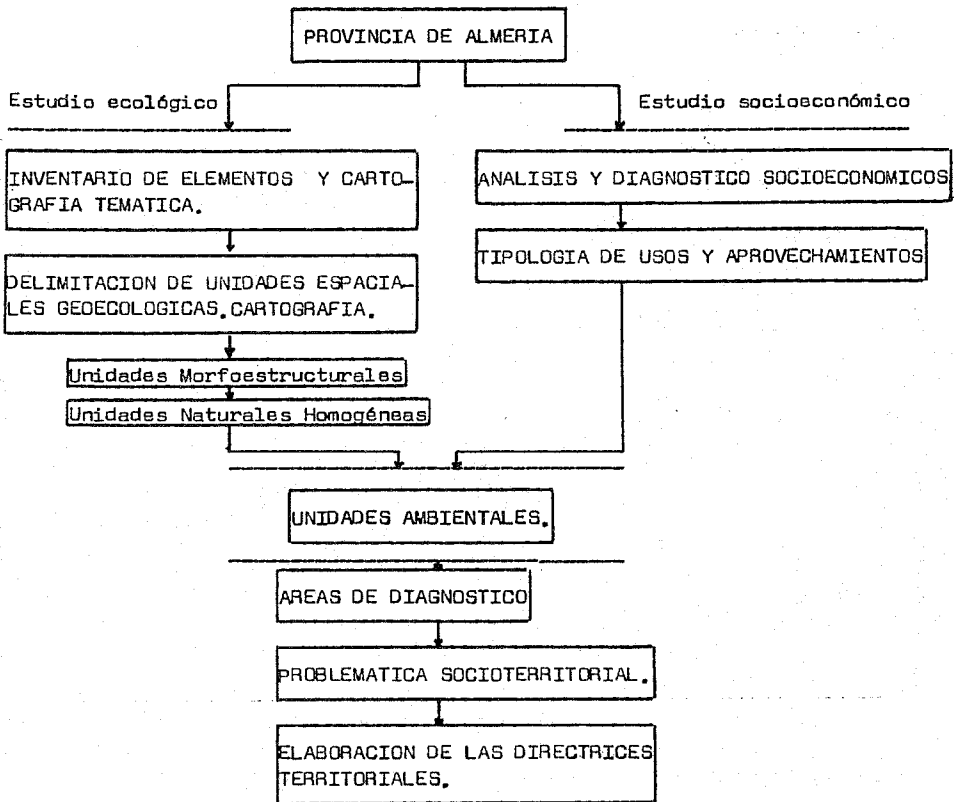 PROVINCIA DE ALMERIA
Estudio ecológico
Estudio socioeconómico
INVENTARIO DE ELEMENTOS Y CARTO-
GRAFIA TEMATICA.
ANALISIS Y DIAGNOSTICO SOCIOECONOMICOS
TIPOLOGIA DE USOS Y APROVECHAMIENTOS
DELIMITACION DE UNIDADES ESPACIA-
LES GEOECOLOGICAS.CARTOGRAFIA.
Unidades Morfoestructurales
Unidades Naturales Homogéneas
UNIDADES AMBIENTALES.
AREAS DE DIAGNOSTICO
PROBLEMATICA SOCIOTERRITORIAL.
ELABORACION DE LAS DIRECTRICES
TERRITORIALES.